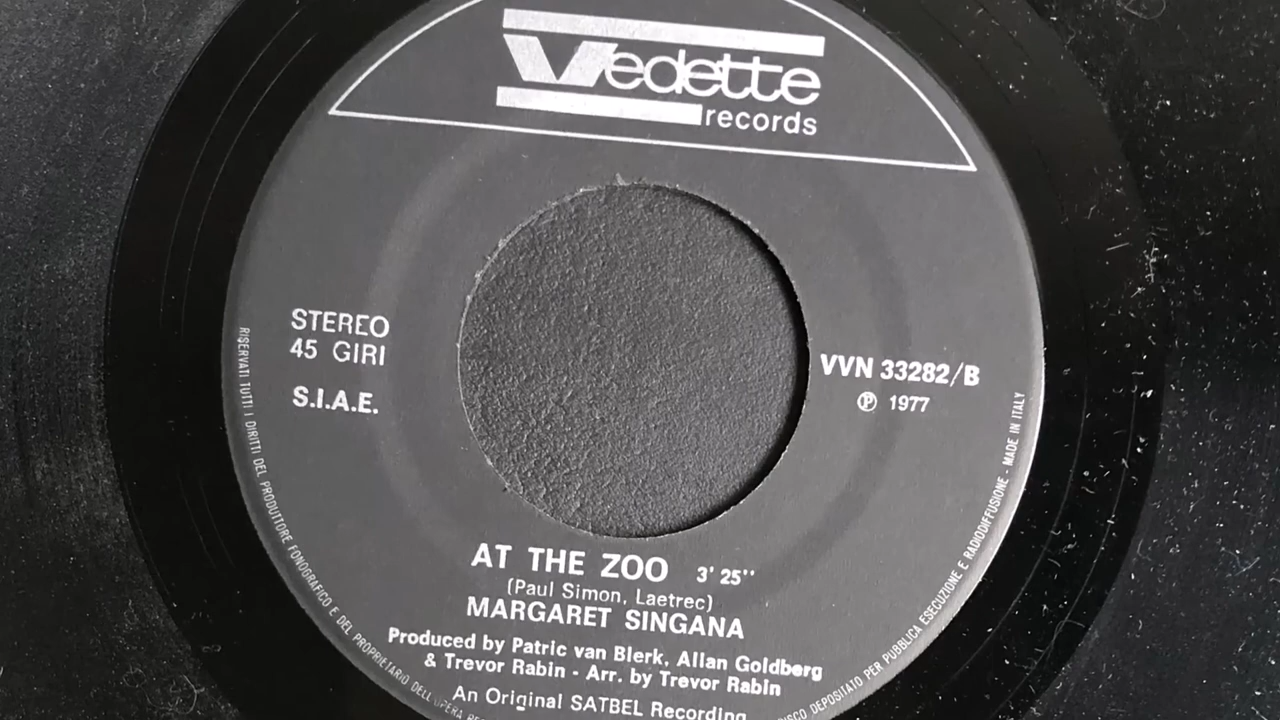 Vedette
records
STEREO
45 GIRI
S.I.A.E.
VVN 33282/B
Ⓟ 1977
AT THE ZOO 3' 25''
(Paul Simon, Laetrec)
MARGARET SINGANA
Produced by Patric van Blerk, Allan Goldberg
& Trevor Rabin - Arr. by Trevor Rabin
An Original SATBEL Recording
RISERVATI TUTTI I DIRITTI DEL PRODUTTORE FONOGRAFICO E DEL PROPRIETARIO DELL'OPERA
DISCO DEPOSITATO PER PUBBLICA ESECUZIONE E RADIODIFFUSIONE - MADE IN ITALY